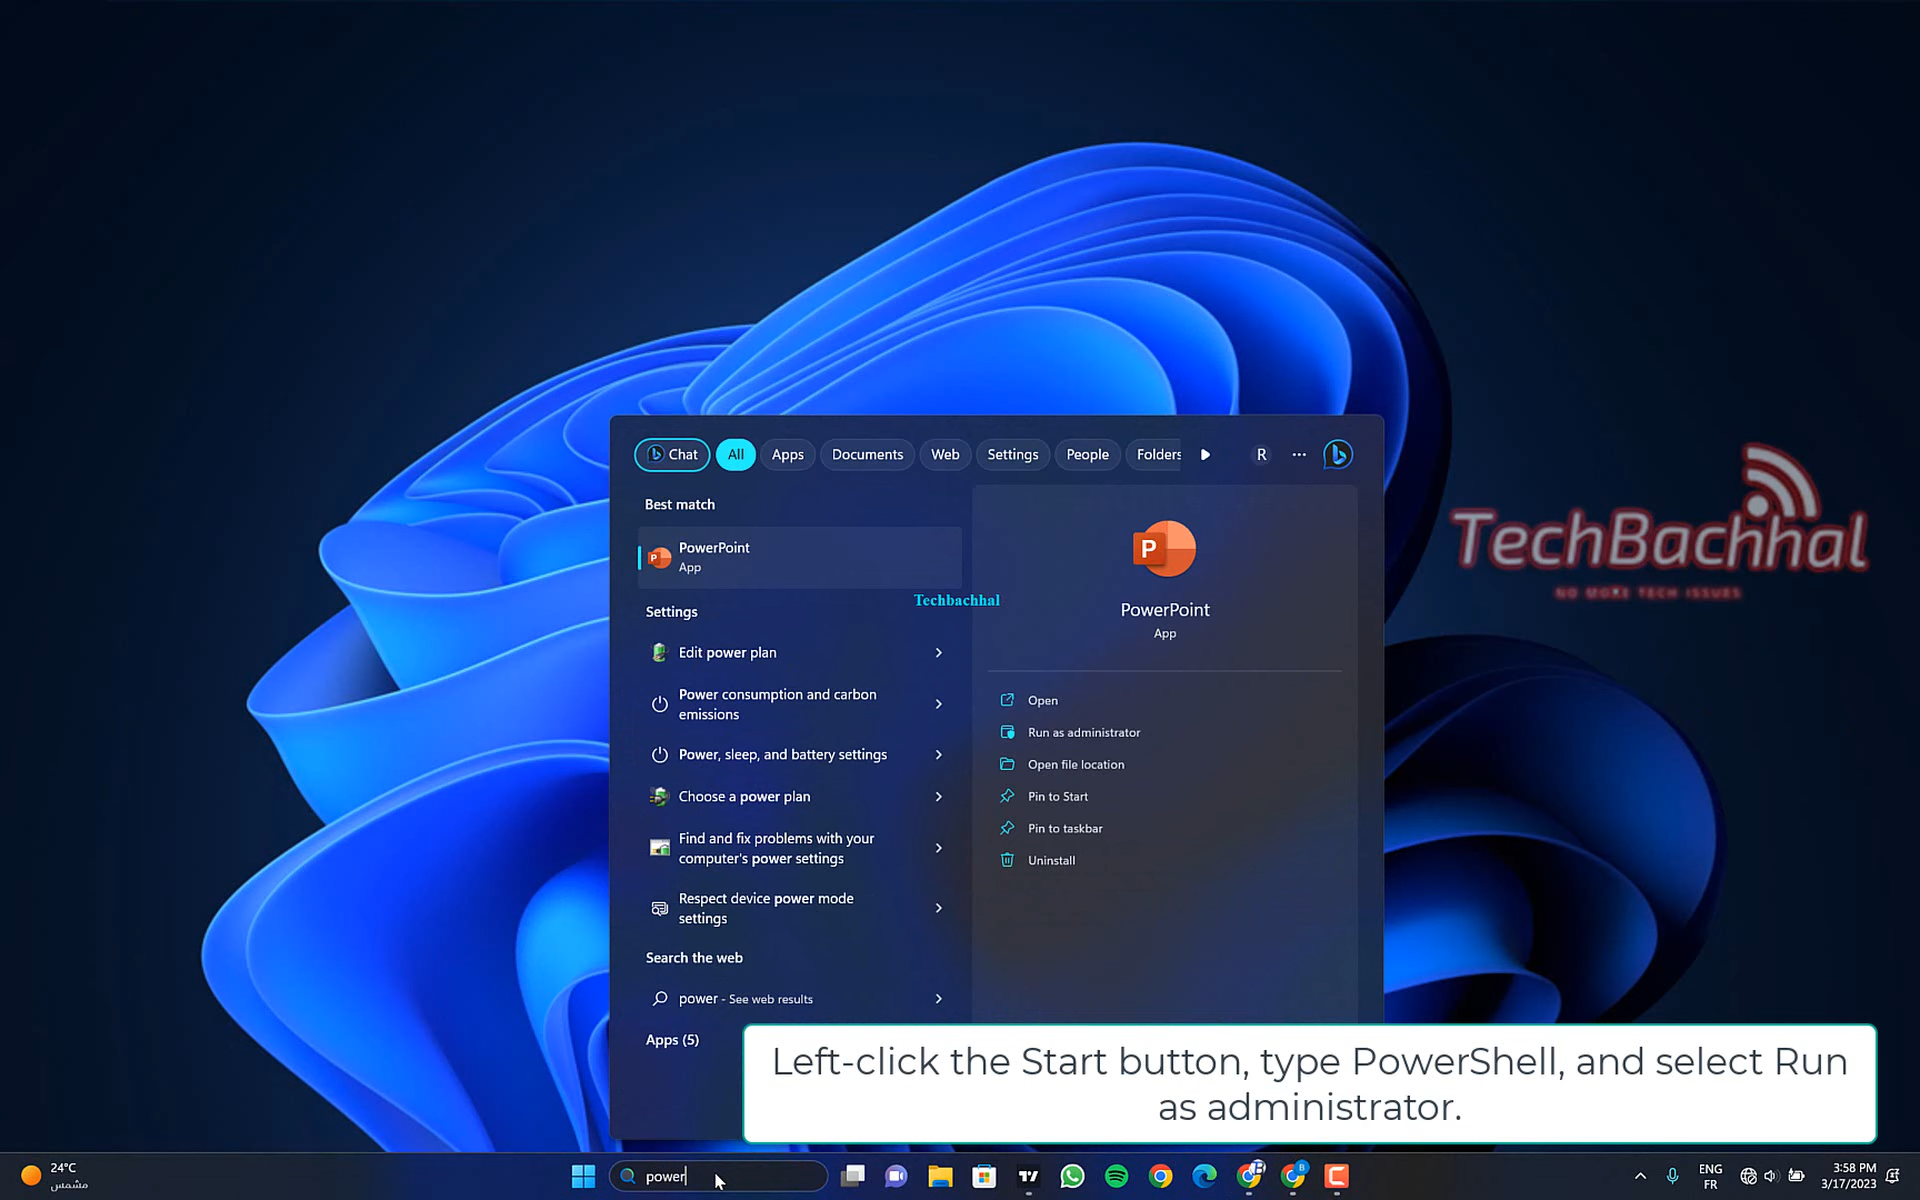 TechBachhal
NO MORE TECH ISSUES
Chat
All
Apps
Documents
Web
Settings
People
Folders
R
Best match
PowerPoint
App
Techbachhal
Settings
Edit power plan
Power consumption and carbon
emissions
Power, sleep, and battery settings
Choose a power plan
Find and fix problems with your
computer's power settings
Respect device power mode
settings
Search the web
power - See web results
Apps (5)
P
PowerPoint
App
Open
Run as administrator
Open file location
Pin to Start
Pin to taskbar
Uninstall
Left-click the Start button, type PowerShell, and select Run
as administrator.
24°C
مشمس
power
ENG
FR
3:58 PM
3/17/2023